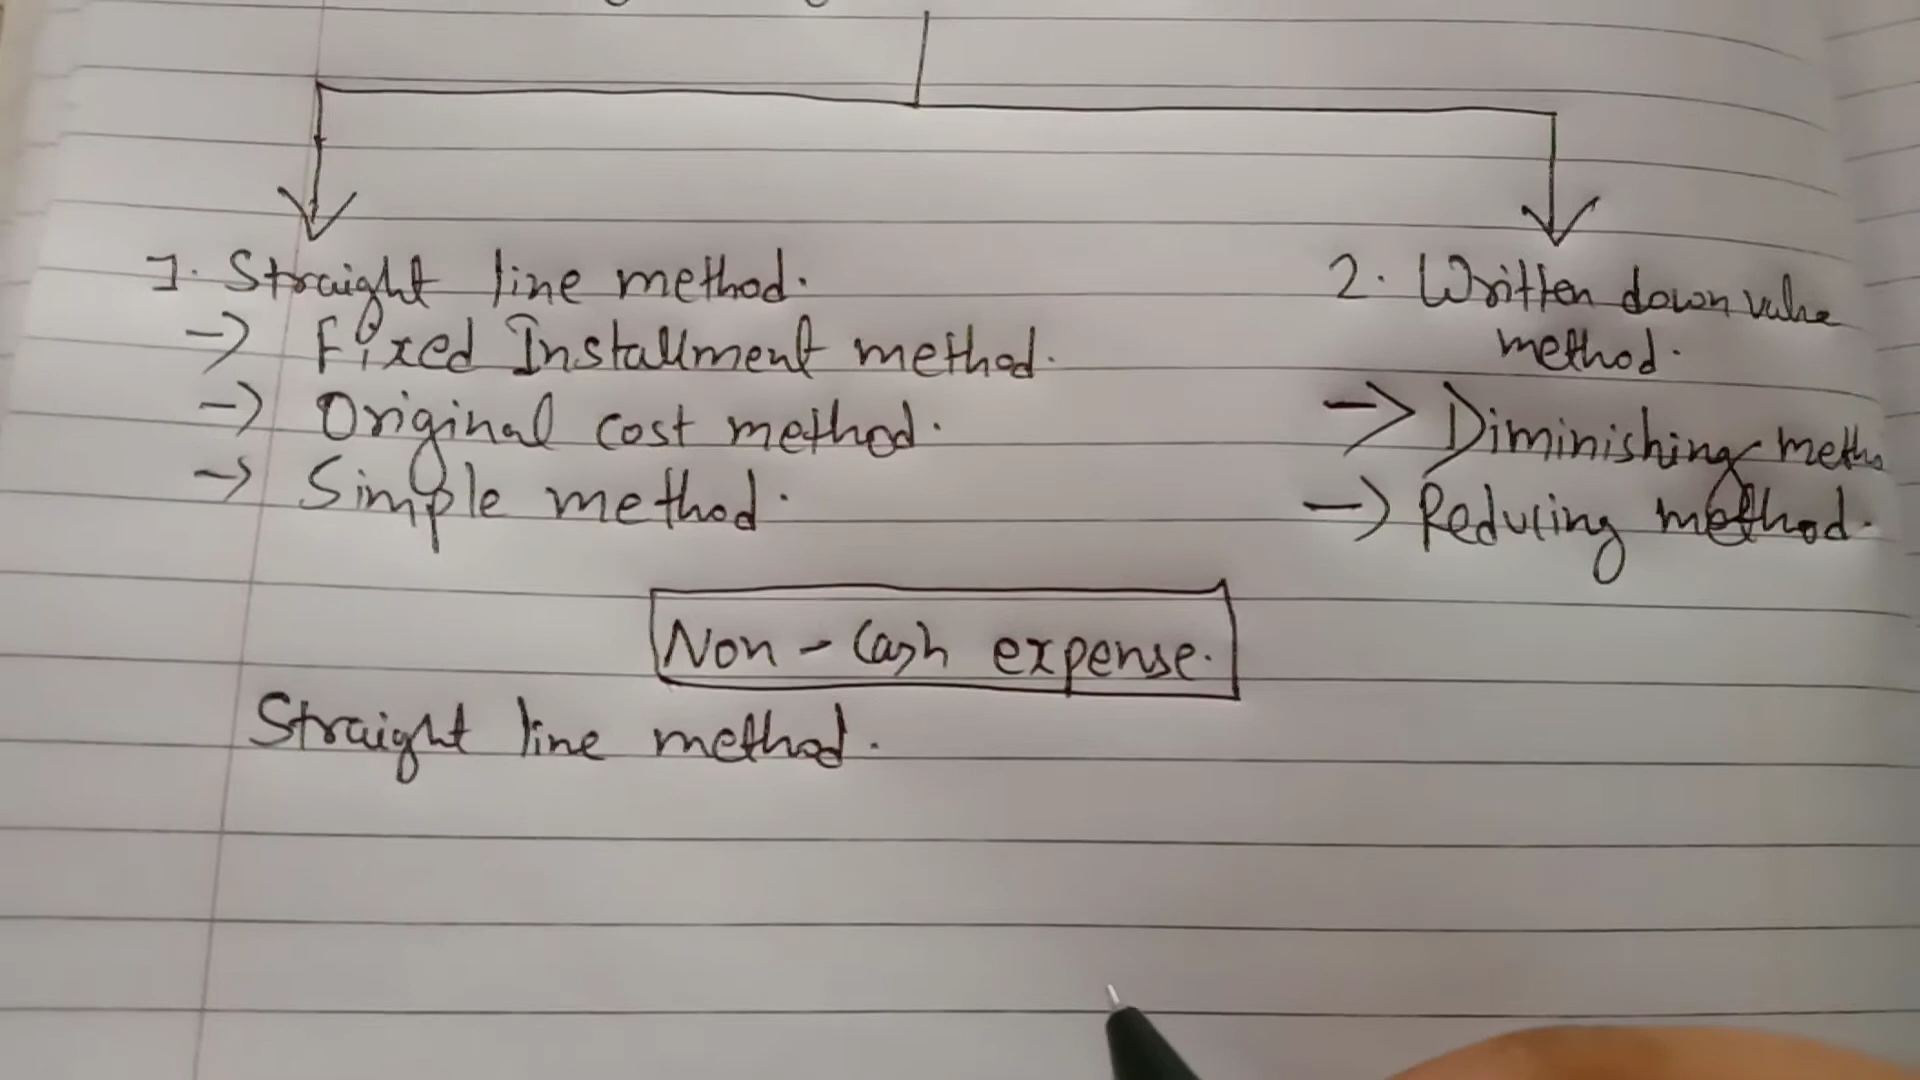 1. Straight line method.
-> Fixed Installment method.
-> Original cost method.
-> Simple method.
2. Written down value
method.
-> Diminishing metho
-> Reducing method.
Non-Cash expense.
Straight line method.